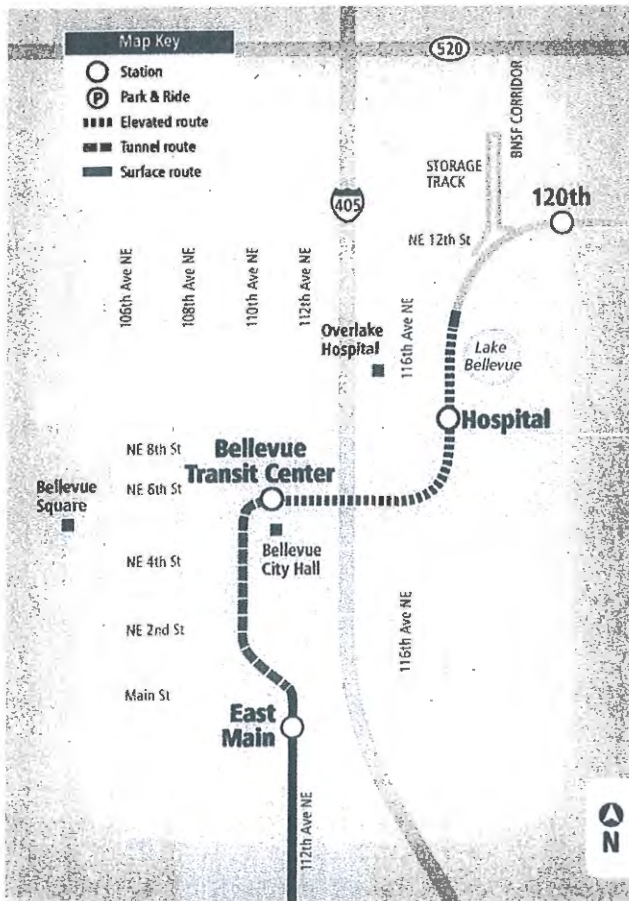 Map Key
Station
P Park & Ride
Elevated route
Tunnel route
Surface route
520
BNSF CORRIDOR
STORAGE
TRACK
120th
405
NE 12th St
106th Ave NE
108th Ave NE
110th Ave NE
112th Ave NE
Overlake
Hospital
116th Ave NE
Lake
Bellevue
Hospital
NE 8th St
Bellevue
Transit Center
NE 6th St
Bellevue
Square
Bellevue
City Hall
NE 4th St
NE 2nd St
116th Ave NE
Main St
East
Main
112th Ave NE
N